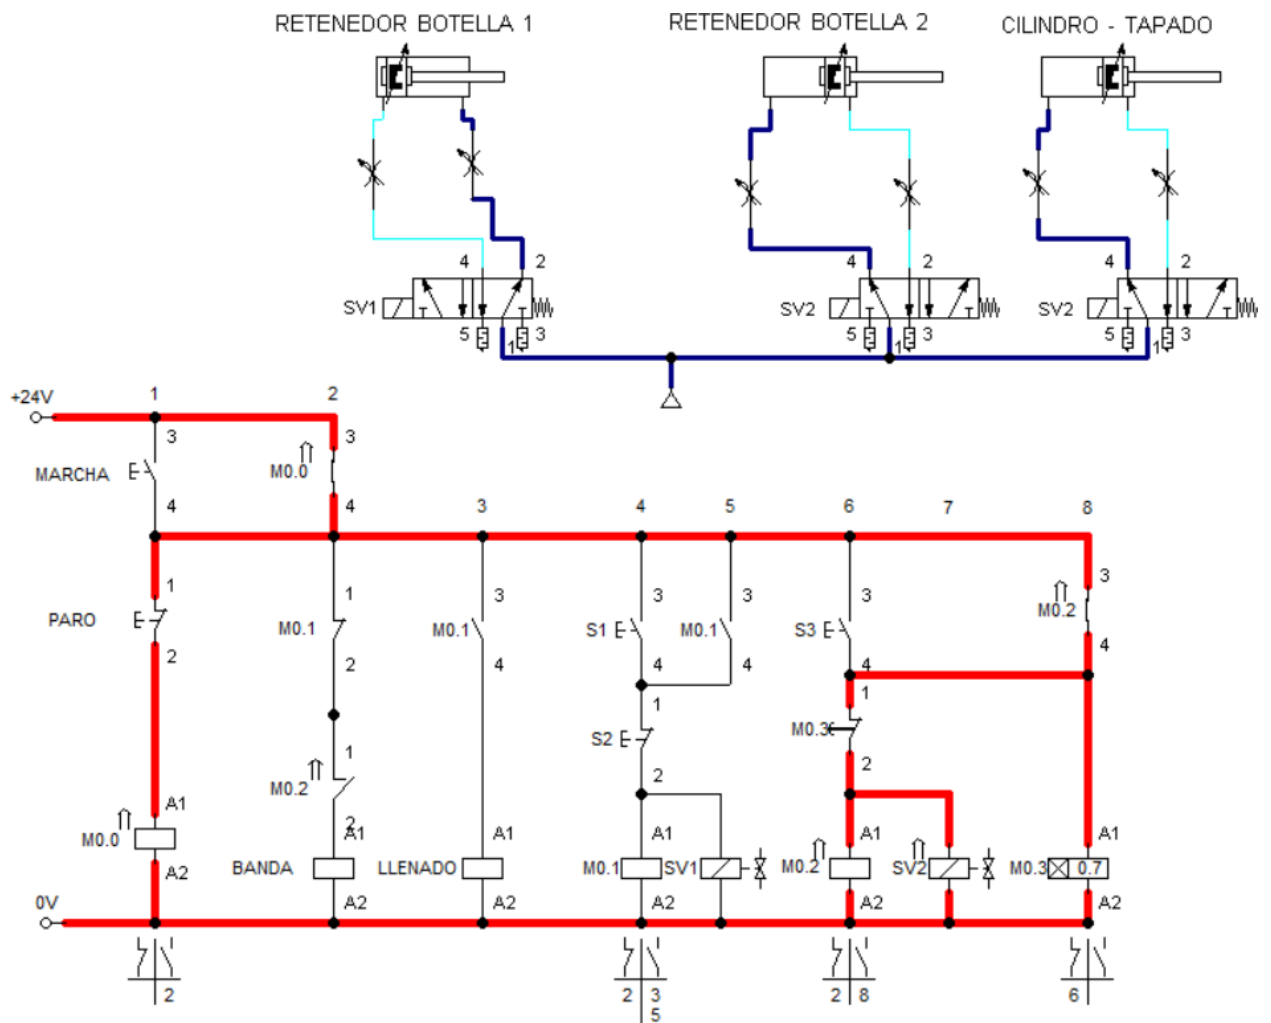 RETENEDOR BOTELLA 1 RETENEDOR BOTELLA 2 CILINDRO - TAPADO
4 2 4 2 4 2
SV1 SV2 SV2
5 1 3 5 1 3 5 1 3
+24V 1 2
3 3
MARCHA M0.0
4 4 3 4 5 6 7 8
1 1 3 3 3 3 3
PARO M0.1 M0.1 S1 M0.1 S3 M0.2
2 2 4 4 4 4 4
1 1
S2 M0.3
1 2 2
M0.2
2
A1 A1 A1 A1 A1 A1
M0.0 BANDA LLENADO M0.1 SV1 M0.2 SV2 M0.3 0.7
A2 A2 A2 A2 A2 A2
0V
2 2 3 2 8 6
5